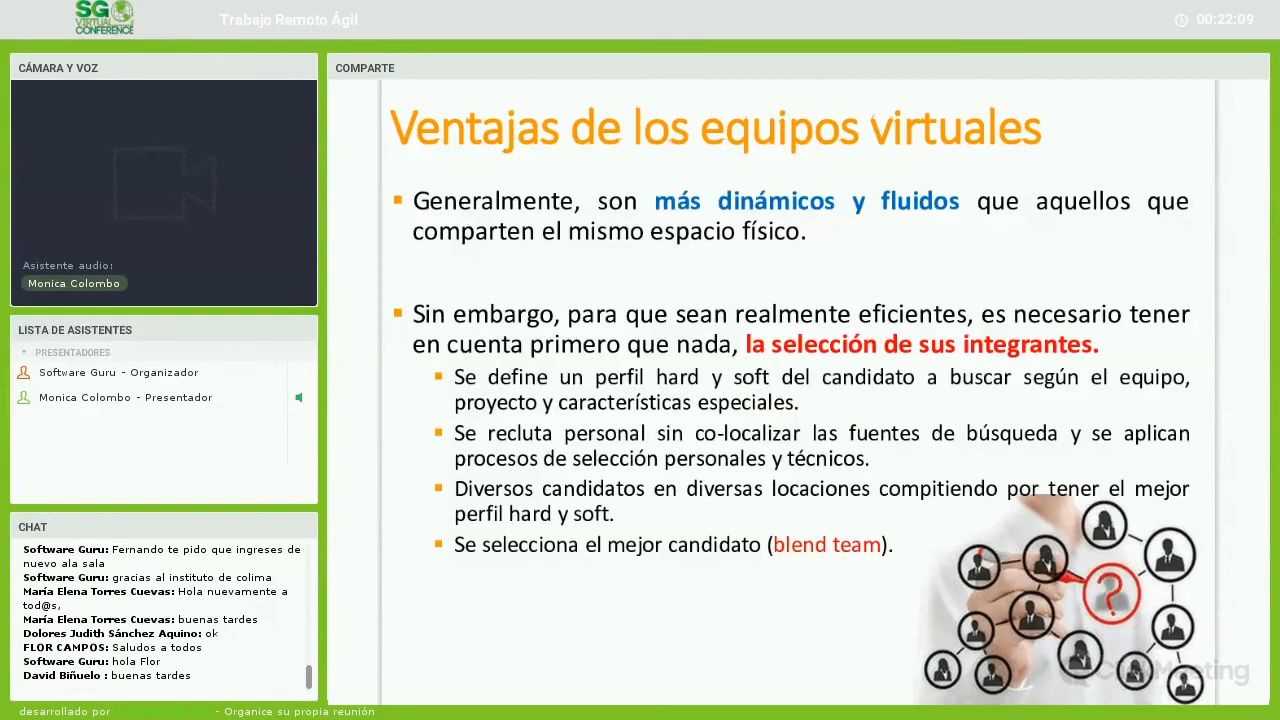 SG
VIRTUAL
CONFERENCE
Trabajo Remoto Ágil
00:22:09
CÁMARA Y VOZ
Asistente audio:
Monica Colombo
LISTA DE ASISTENTES
PRESENTADORES
Software Guru - Organizador
Monica Colombo - Presentador
CHAT
Software Guru: Fernando te pido que ingreses de
nuevo ala sala
Software Guru: gracias al instituto de colima
María Elena Torres Cuevas: Hola nuevamente a
tod@s,
María Elena Torres Cuevas: buenas tardes
Dolores Judith Sánchez Aquino: ok
FLOR CAMPOS: Saludos a todos
Software Guru: hola Flor
David Biñuelo : buenas tardes
COMPARTE
Ventajas de los equipos virtuales
Generalmente, son más dinámicos y fluidos que aquellos que
comparten el mismo espacio físico.
Sin embargo, para que sean realmente eficientes, es necesario tener
en cuenta primero que nada, la selección de sus integrantes.
Se define un perfil hard y soft del candidato a buscar según el equipo,
proyecto y características especiales.
Se recluta personal sin co-localizar las fuentes de búsqueda y se aplican
procesos de selección personales y técnicos.
Diversos candidatos en diversas locaciones compitiendo por tener el mejor
perfil hard y soft.
Se selecciona el mejor candidato (blend team).
?
ClickMeeting
desarrollado por - Organice su propia reunión